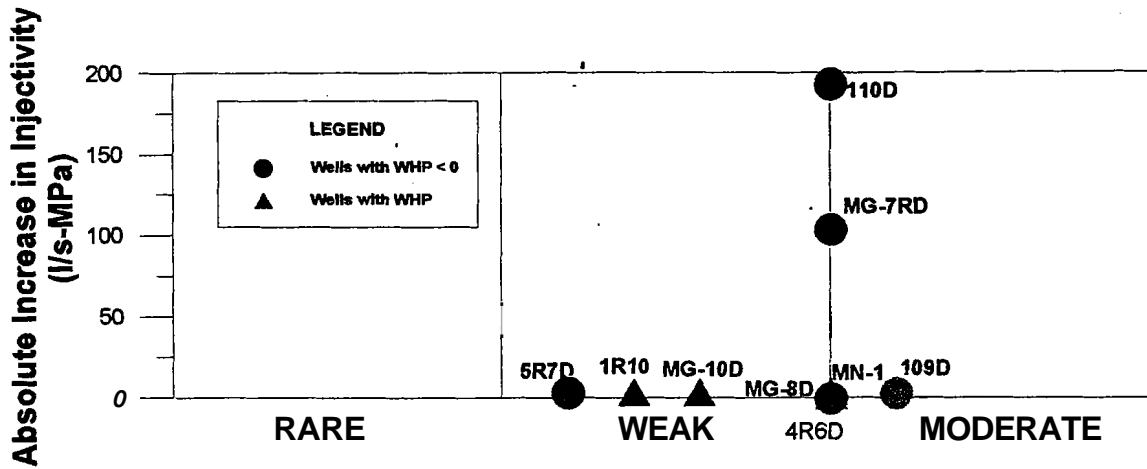 Absolute Increase in Injectivity
(l/s-MPa)
200
150
100
50
0
LEGEND
Wells with WHP < 0
Wells with WHP
110D
MG-7RD
5R7D
1R10
MG-10D
MG-8D
MN-1
109D
4R6D
RARE
WEAK
MODERATE